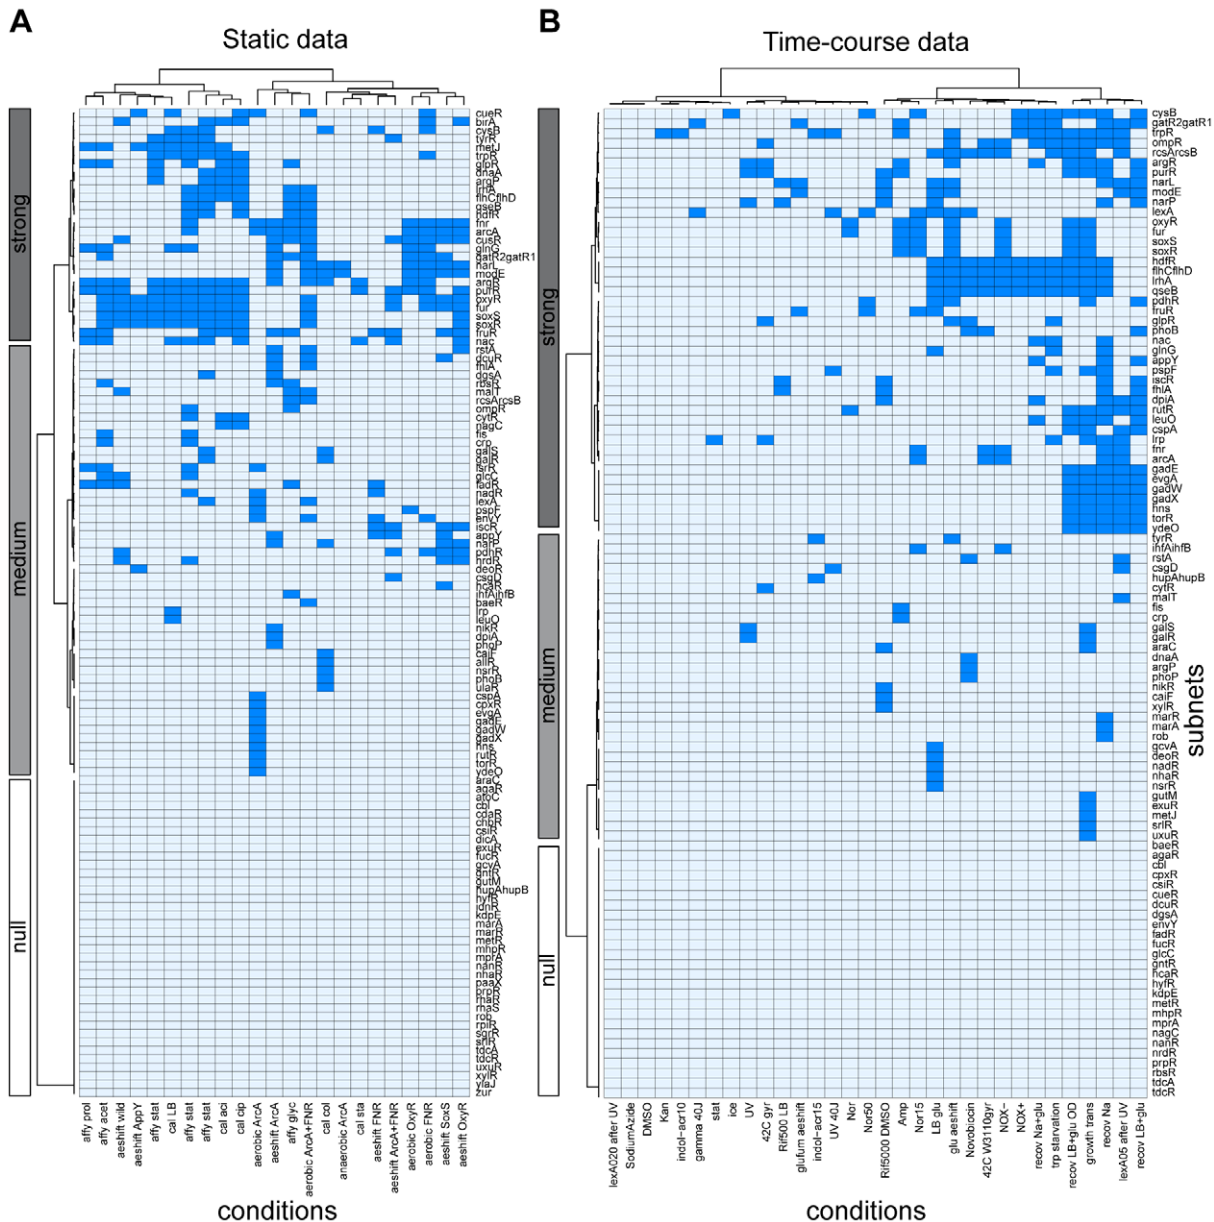 A
B
Static data
Time-course data
strong
medium
null
cueR
birA
cysB
tyrR
metJ
trpR
glpR
dnaA
argP
lrhA
flhCflhD
qseB
hdfR
fnr
arcA
cusR
glnG
gatR2gatR1
narL
modE
argR
purR
oxyR
fur
soxS
soxR
fruR
nac
rstA
dcuR
fhlA
dgsA
rbsR
malT
rcsArcsB
ompR
cytR
nagC
fis
crp
galS
galR
glcC
fadR
nadR
lexA
pspF
envY
iscR
appY
narP
pdhR
deoR
csgD
hcaR
ihfAihfB
baeR
lrp
leuO
nikR
dpiA
phoP
caiF
allR
nsrR
phoB
ulaR
cspA
cpxR
evgA
gadE
gadW
gadX
hns
rutR
torR
ydeO
araC
agaR
atoC
cbl
cdaR
chbR
csiR
dicA
exuR
fucR
gcvA
gntR
gutM
hupAhupB
hyfR
idnR
kdpE
marA
marR
metR
mhpR
mprA
nanR
nhaR
paaX
prpR
rhaR
rhaS
rob
rpiR
sgrR
srlR
tdcA
tdcR
uxuR
xylR
ylaJ
zur
affy prol
affy acet
aeshift wild
aeshift AppY
affy stat
cal LB
affy stat
affy stat
cal aci
cal cip
aerobic ArcA
aeshift ArcA
affy glyc
aerobic ArcA+FNR
cal col
anaerobic ArcA
cal sta
aeshift FNR
aeshift ArcA+FNR
aerobic OxyR
aerobic FNR
aeshift SoxS
aeshift OxyR
conditions
strong
medium
null
cysB
gatR2gatR1
trpR
ompR
rcsArcsB
argR
purR
narL
modE
narP
lexA
oxyR
fur
soxS
soxR
hdfR
flhCflhD
lrhA
qseB
pdhR
fruR
glpR
phoB
nac
glnG
appY
pspF
iscR
fhlA
dpiA
rutR
leuO
cspA
lrp
fnr
arcA
gadE
evgA
gadW
gadX
hns
torR
ydeO
tyrR
ihfAihfB
rstA
csgD
hupAhupB
cytR
malT
fis
crp
galS
galR
araC
dnaA
argP
phoP
nikR
caiF
xylR
marR
marA
rob
gcvA
deoR
nadR
nhaR
nsrR
gutM
exuR
metJ
srlR
uxuR
baeR
agaR
cbl
cpxR
csiR
cueR
dcuR
dgsA
envY
fadR
fucR
glcC
gntR
hcaR
hyfR
kdpE
metR
mhpR
mprA
nagC
nanR
nrdR
prpR
rbsR
tdcA
tdcR
subnets
lexA020 after UV
SodiumAzide
DMSO
Kan
indol-acr10
gamma 40J
stat
ice
UV
42C gyr
Rif500 LB
glufum aeshift
indol-acr15
UV 40J
Nor
Nor50
Rif5000 DMSO
Amp
Nor15
LB glu
glu aeshift
Novobiocin
42C W3110gyr
NOX-
NOX+
recov Na+glu
trp starvation
recov LB+glu OD
growth trans
recov Na
lexA05 after UV
recov LB+glu
conditions